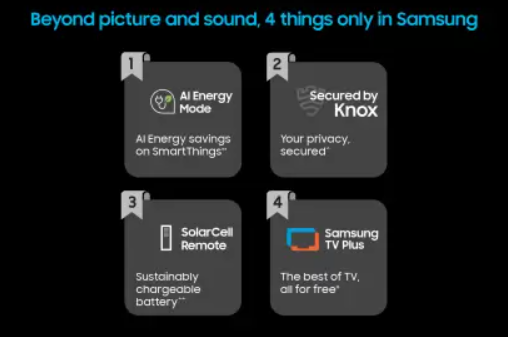 Beyond picture and sound, 4 things only in Samsung
1
AI Energy
Mode
AI Energy savings
on SmartThings**
2
Secured by
Knox
Your privacy,
secured^
3
SolarCell
Remote
Sustainably
chargeable
battery^^
4
Samsung
TV Plus
The best of TV,
all for free*